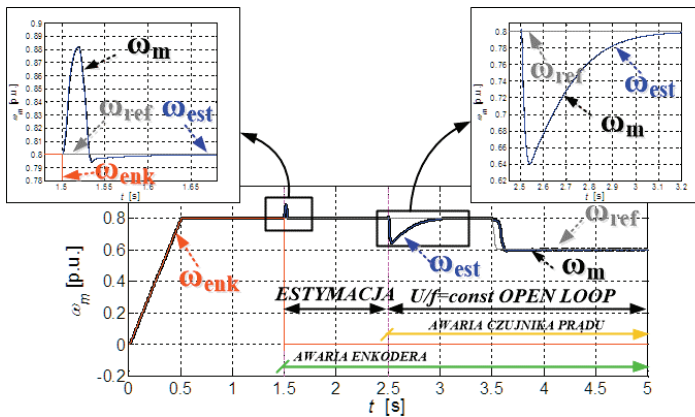 0.9
0.89
0.88
0.87
0.86
0.85
0.84
0.83
0.82
0.81
0.8
0.79
0.78
ω_m [p.u.]
ω_m
ω_ref
ω_est
ω_enk
1.5
1.55
1.6
1.65
t [s]
0.8
0.78
0.76
0.74
0.72
0.7
0.68
0.66
0.64
0.62
ω_m [p.u.]
ω_ref
ω_est
ω_m
2.5
2.6
2.7
2.8
2.9
3
3.1
3.2
t [s]
0.8
0.6
0.4
0.2
0
-0.2
ω_m [p.u.]
ω_enk
ω_est
ω_ref
ω_m
ESTYMACJA
U/f=const OPEN LOOP
AWARIA CZUJNIKA PRĄDU
AWARIA ENKODERA
0
0.5
1
1.5
2
2.5
3
3.5
4
4.5
5
t [s]